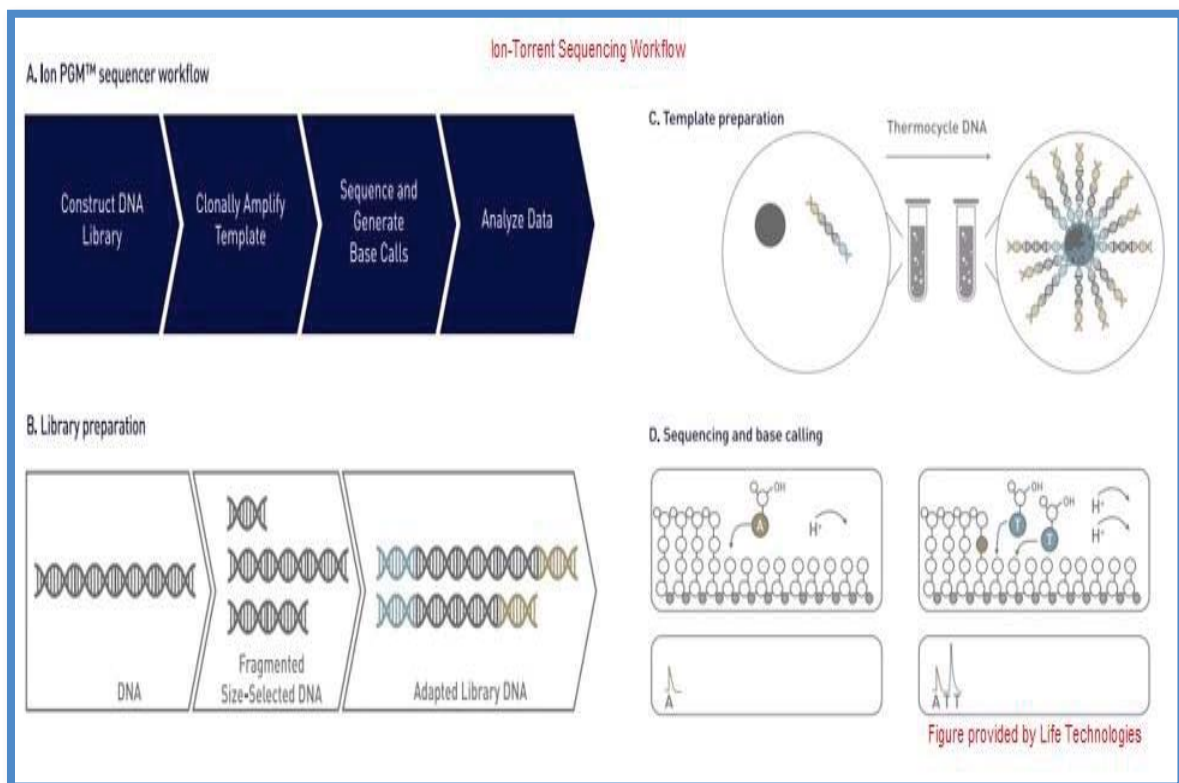 Ion-Torrent Sequencing Workflow
A. Ion PGM™ sequencer workflow
Construct DNA
Library
Clonally Amplify
Template
Sequence and
Generate
Base Calls
Analyze Data
B. Library preparation
DNA
Fragmented
Size-Selected DNA
Adapted Library DNA
C. Template preparation
Thermocycle DNA
D. Sequencing and base calling
OH
A
H⁺
A
OH
OH
T
T
H⁺
H⁺
A T T
Figure provided by Life Technologies